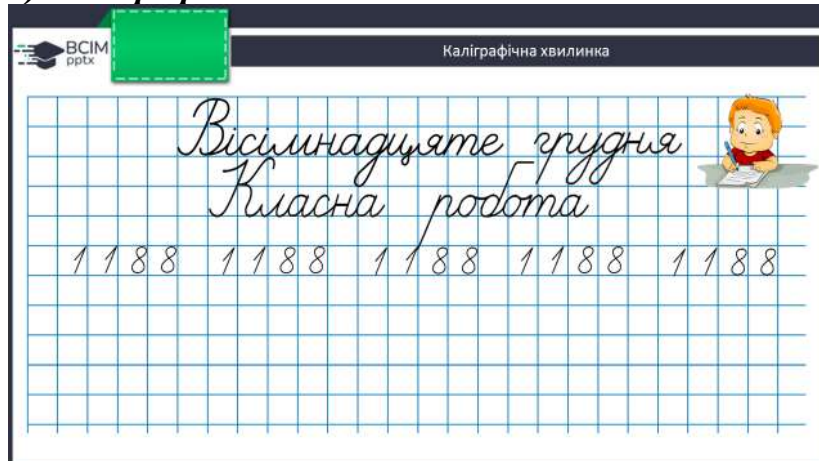 ВСІМ
pptx
Каліграфічна хвилинка
Вісімнадцяте грудня
Класна робота
1 1 8 8 1 1 8 8 1 1 8 8 1 1 8 8 1 1 8 8